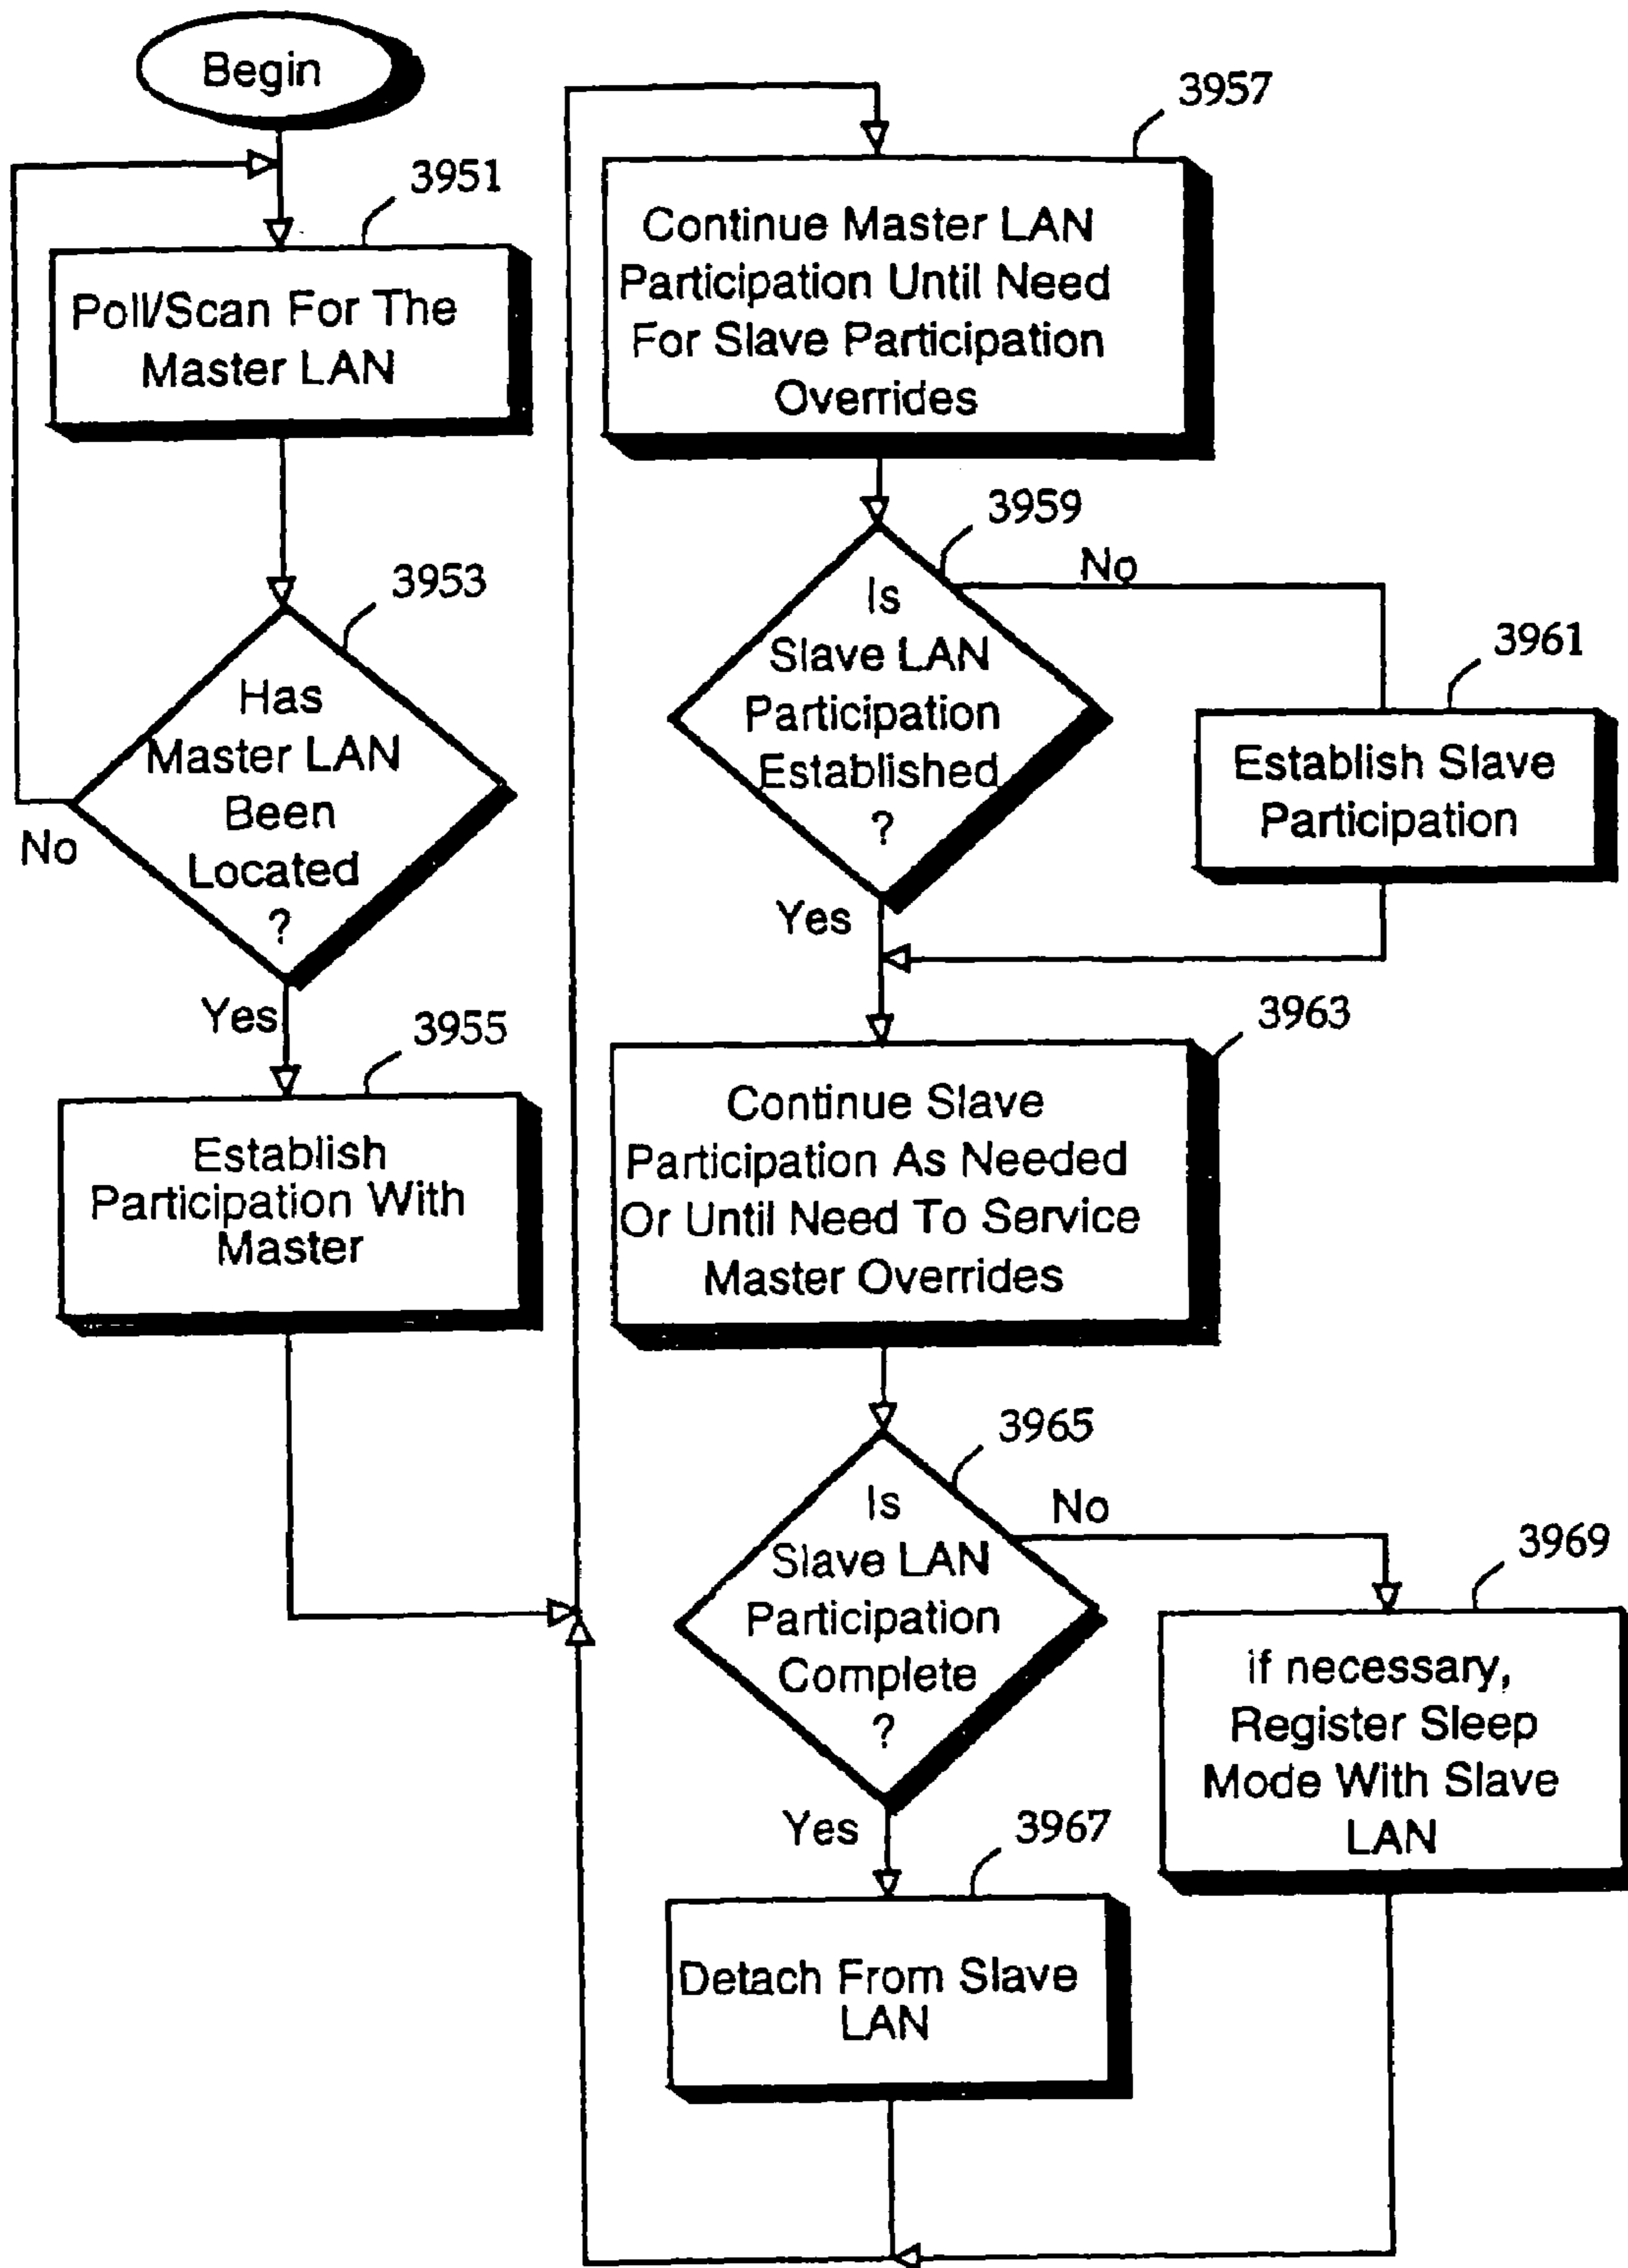 Begin
3951
Poll/Scan For The
Master LAN
3953
Has
Master LAN
Been
Located
?
No
Yes
3955
Establish
Participation With
Master
3957
Continue Master LAN
Participation Until Need
For Slave Participation
Overrides
3959
Is
Slave LAN
Participation
Established
?
No
3961
Establish Slave
Participation
Yes
3963
Continue Slave
Participation As Needed
Or Until Need To Service
Master Overrides
3965
Is
Slave LAN
Participation
Complete
?
No
3969
if necessary,
Register Sleep
Mode With Slave
LAN
Yes
3967
Detach From Slave
LAN